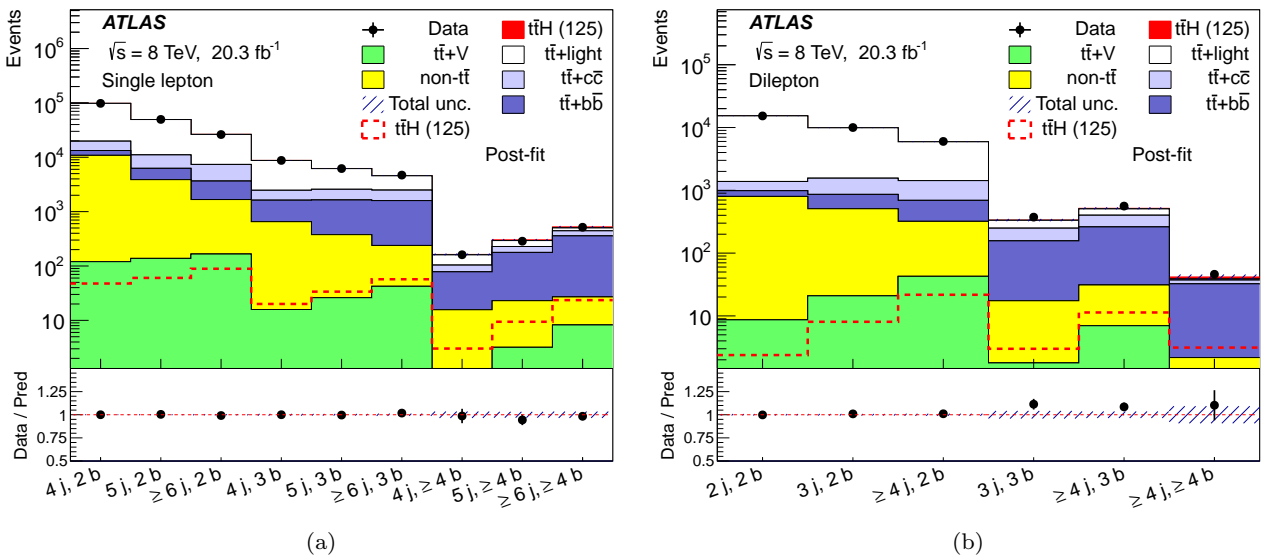 Events
10⁶
10⁵
10⁴
10³
10²
10
ATLAS
√s = 8 TeV, 20.3 fb⁻¹
Single lepton
Data
tt̄H (125)
tt̄+V
tt̄+light
non-tt̄
tt̄+cc̄
Total unc.
tt̄+bb̄
tt̄H (125)
Post-fit
Data / Pred
1.25
1
0.75
0.5
4 j, 2 b
5 j, 2 b
≥ 6 j, 2 b
4 j, 3 b
5 j, 3 b
≥ 6 j, 3 b
4 j, ≥ 4 b
5 j, ≥ 4 b
≥ 6 j, ≥ 4 b
(a)
Events
10⁵
10⁴
10³
10²
10
ATLAS
√s = 8 TeV, 20.3 fb⁻¹
Dilepton
Data
tt̄H (125)
tt̄+V
tt̄+light
non-tt̄
tt̄+cc̄
Total unc.
tt̄+bb̄
tt̄H (125)
Post-fit
Data / Pred
1.25
1
0.75
0.5
2 j, 2 b
3 j, 2 b
≥ 4 j, 2 b
3 j, 3 b
≥ 4 j, 3 b
≥ 4 j, ≥ 4 b
(b)